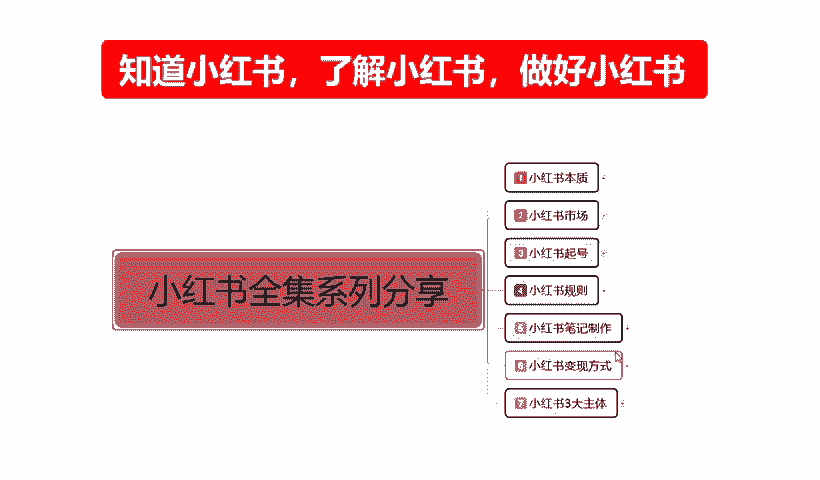 知道小红书，了解小红书，做好小红书
小红书全集系列分享
1 小红书本质
2 小红书市场
3 小红书起号
4 小红书规则
5 小红书笔记制作
6 小红书变现方式
7 小红书3大主体